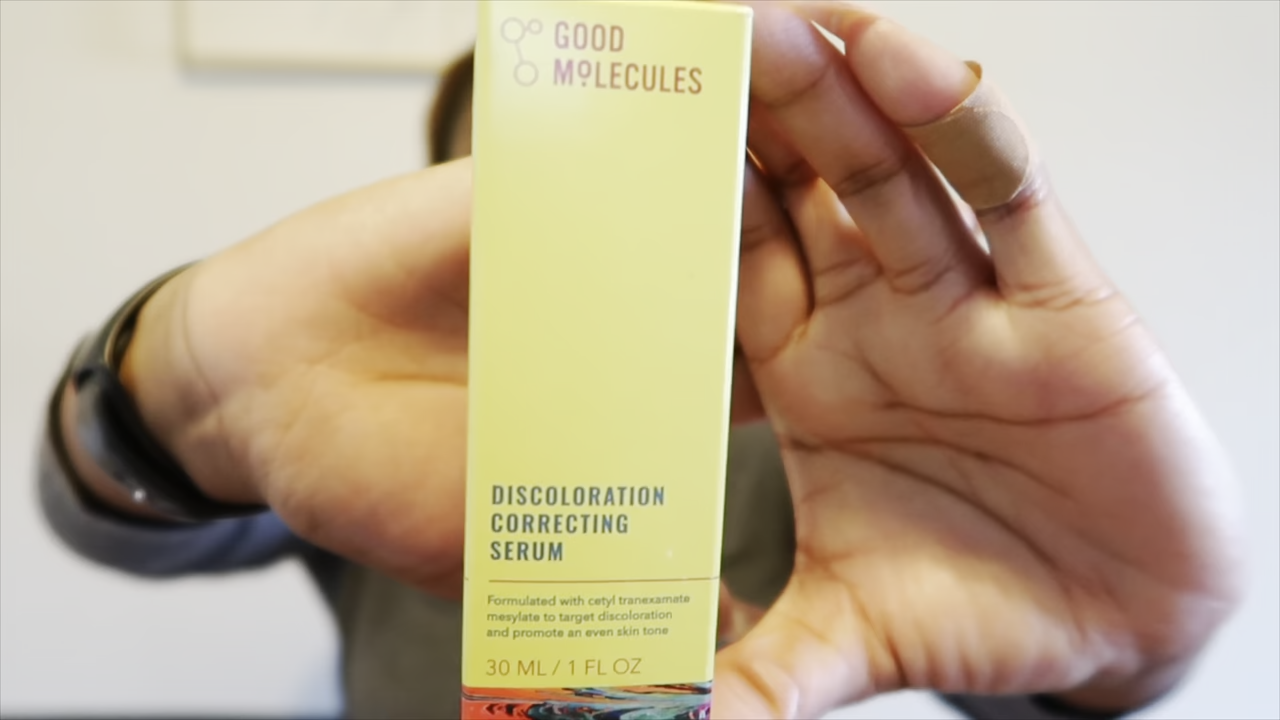 GOOD
MOLECULES
DISCOLORATION
CORRECTING
SERUM
Formulated with cetyl tranexamate
mesylate to target discoloration
and promote an even skin tone
30 ML / 1 FL OZ